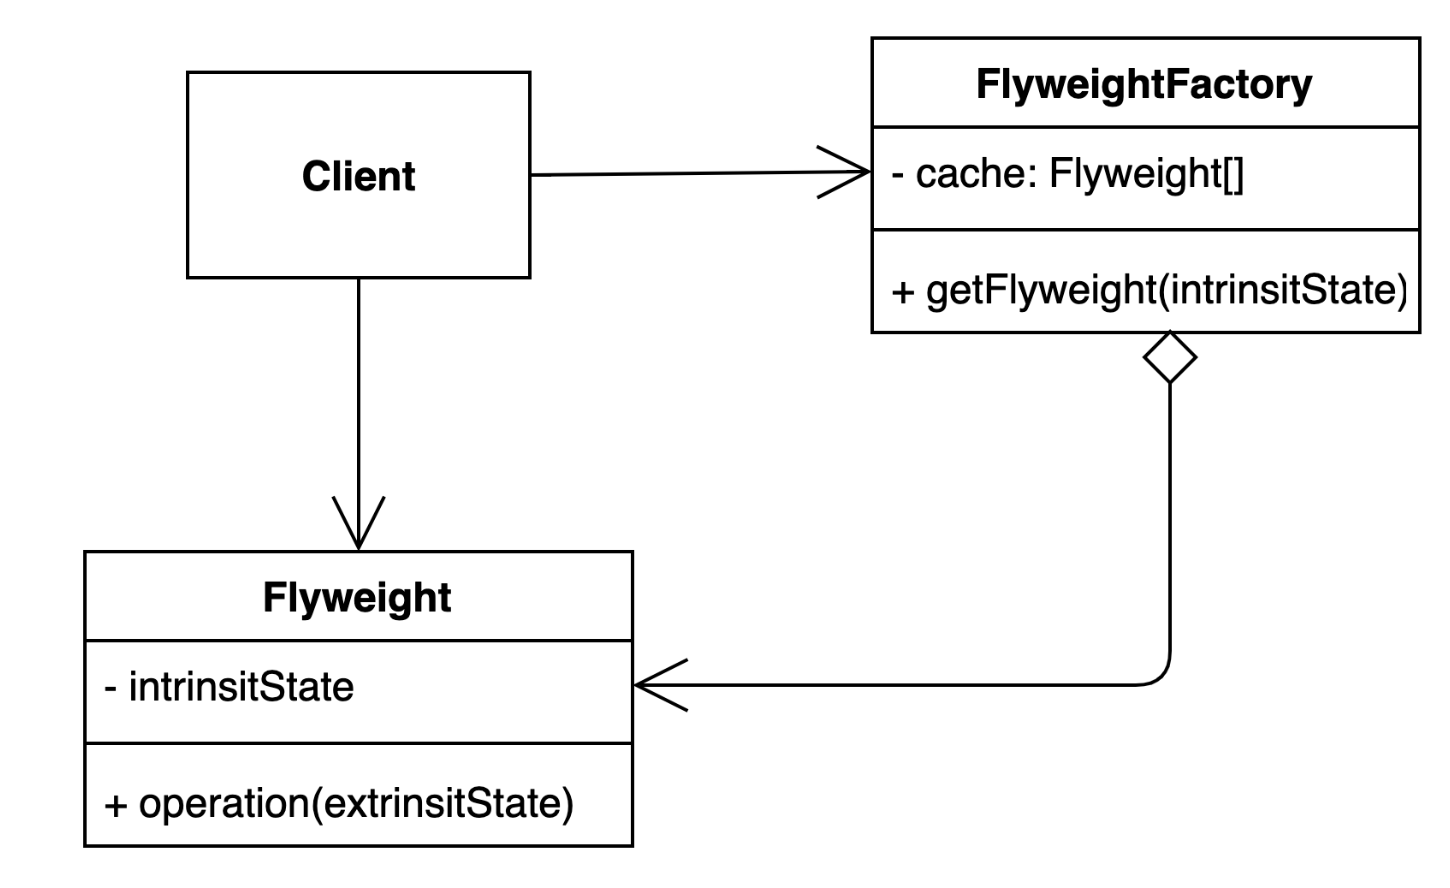 Client
FlyweightFactory
- cache: Flyweight[]
+ getFlyweight(intrinsitState)
Flyweight
- intrinsitState
+ operation(extrinsitState)